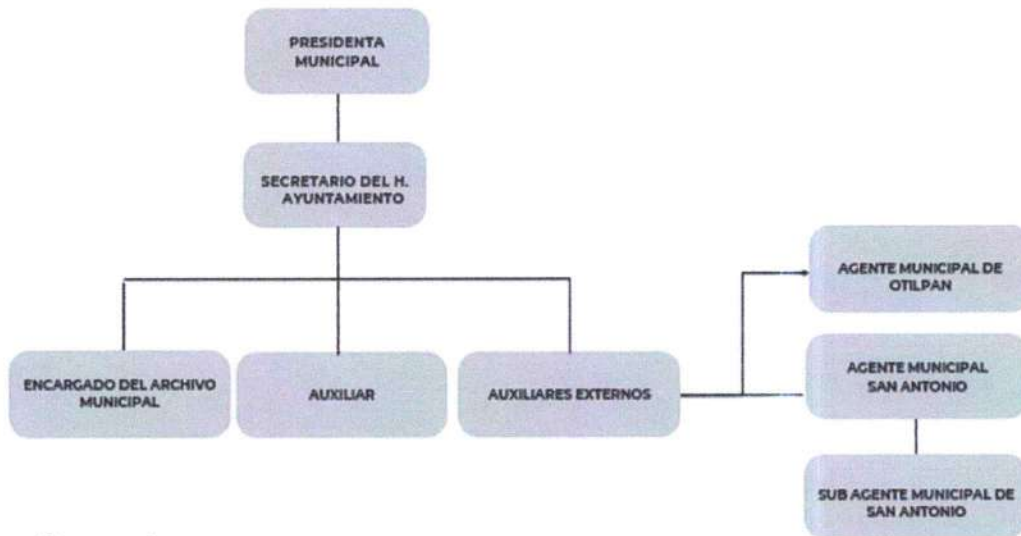 PRESIDENTA
MUNICIPAL
SECRETARIO DEL H.
AYUNTAMIENTO
AGENTE MUNICIPAL DE
OTILPAN
ENCARGADO DEL ARCHIVO
MUNICIPAL
AUXILIAR
AUXILIARES EXTERNOS
AGENTE MUNICIPAL
SAN ANTONIO
SUB AGENTE MUNICIPAL DE
SAN ANTONIO